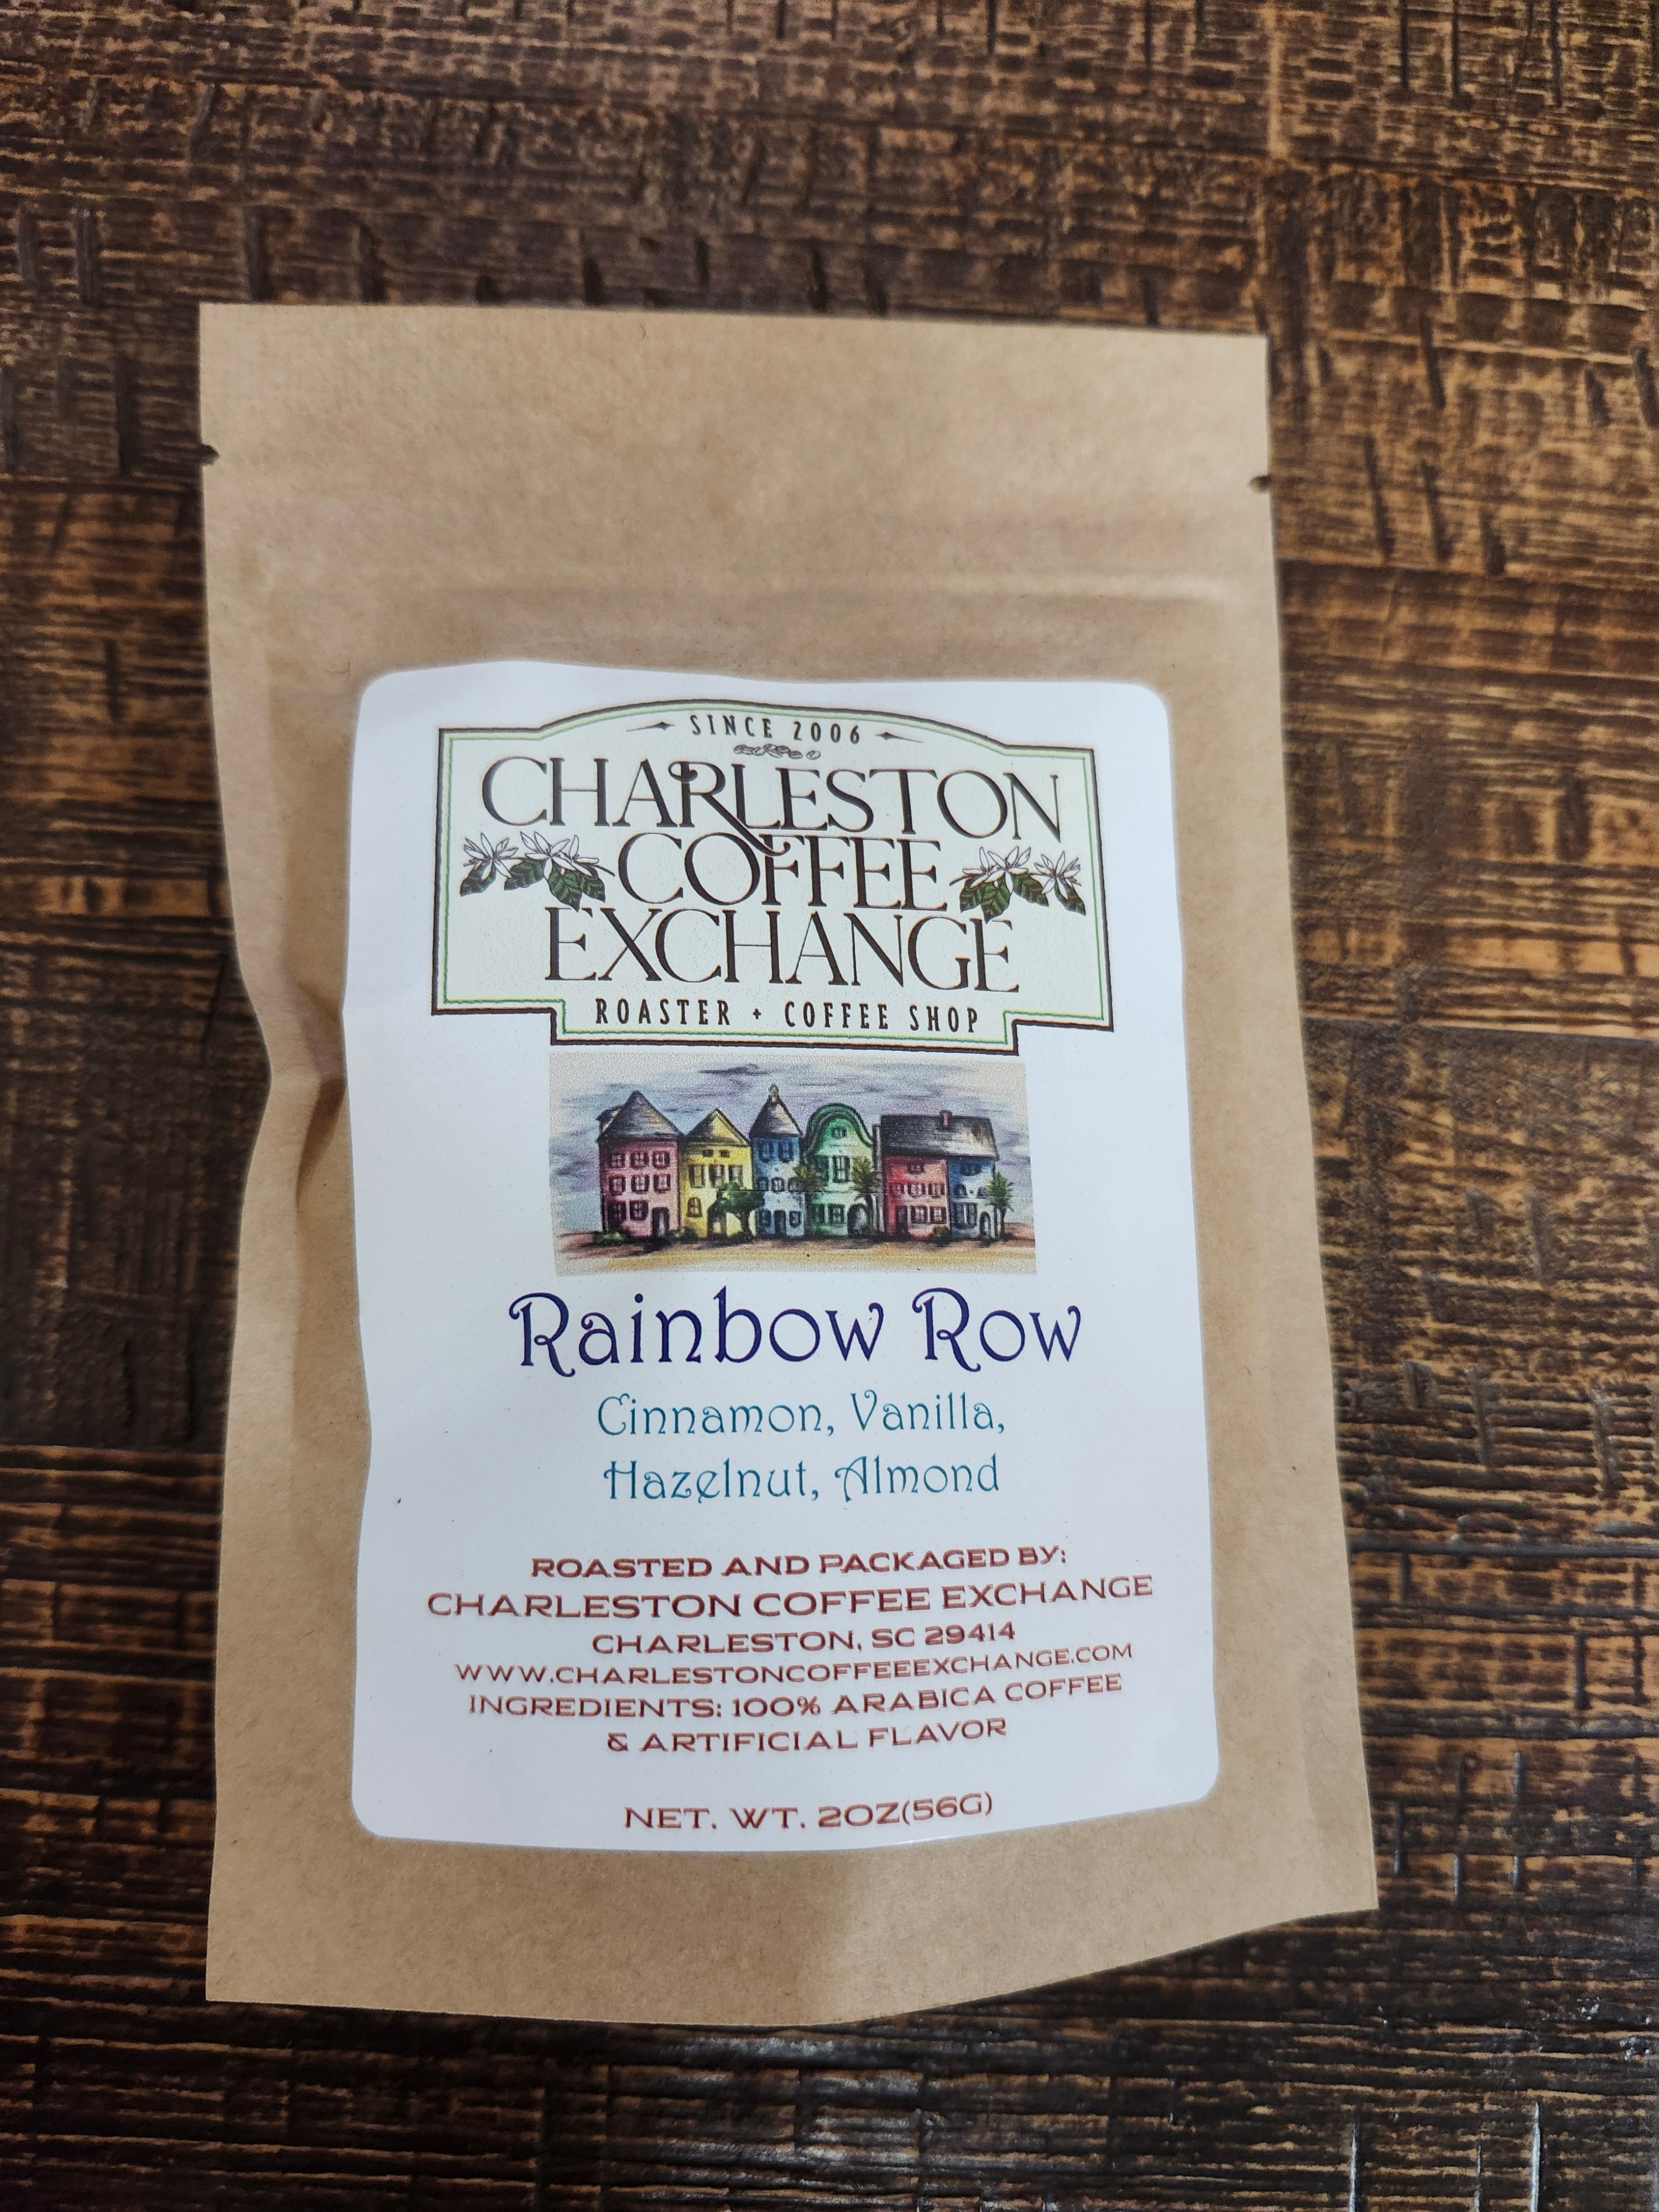 SINCE 2006
CHARLESTON
COFFEE
EXCHANGE
ROASTER + COFFEE SHOP
Rainbow Row
Cinnamon, Vanilla,
Hazelnut, Almond
ROASTED AND PACKAGED BY:
CHARLESTON COFFEE EXCHANGE
CHARLESTON, SC 29414
WWW.CHARLESTONCOFFEEEXCHANGE.COM
INGREDIENTS: 100% ARABICA COFFEE
& ARTIFICIAL FLAVOR
NET. WT. 2OZ(56G)